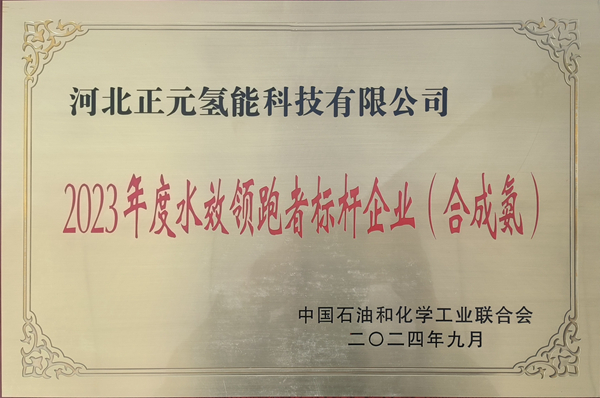 河北正元氢能科技有限公司
2023年度水效领跑者标杆企业（合成氨）
中国石油和化学工业联合会
二〇二四年九月